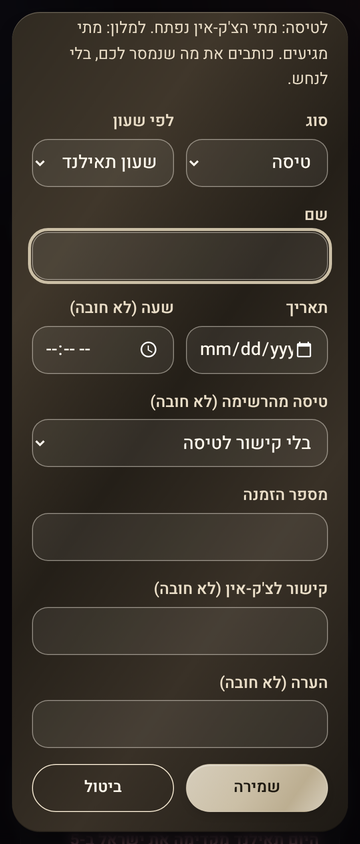 לטיסה: מתי הצ'ק-אין נפתח. למלון: מתי
מגיעים. כותבים את מה שנמסר לכם, בלי
לנחש.
סוג
לפי שעון
טיסה
שעון תאילנד
שם
תאריך
שעה (לא חובה)
mm/dd/yyy
--:-- --
טיסה מהרשימה (לא חובה)
בלי קישור לטיסה
מספר הזמנה
קישור לצ'ק-אין (לא חובה)
הערה (לא חובה)
שמירה
ביטול